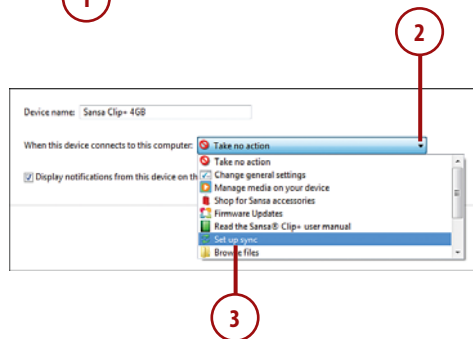 1
2
Device name: Sansa Clip+ 4GB
When this device connects to this computer: Take no action
Take no action
Display notifications from this device on th
Change general settings
Manage media on your device
Shop for Sansa accessories
Firmware Updates
Read the Sansa® Clip+ user manual
Set up sync
Browse files
3